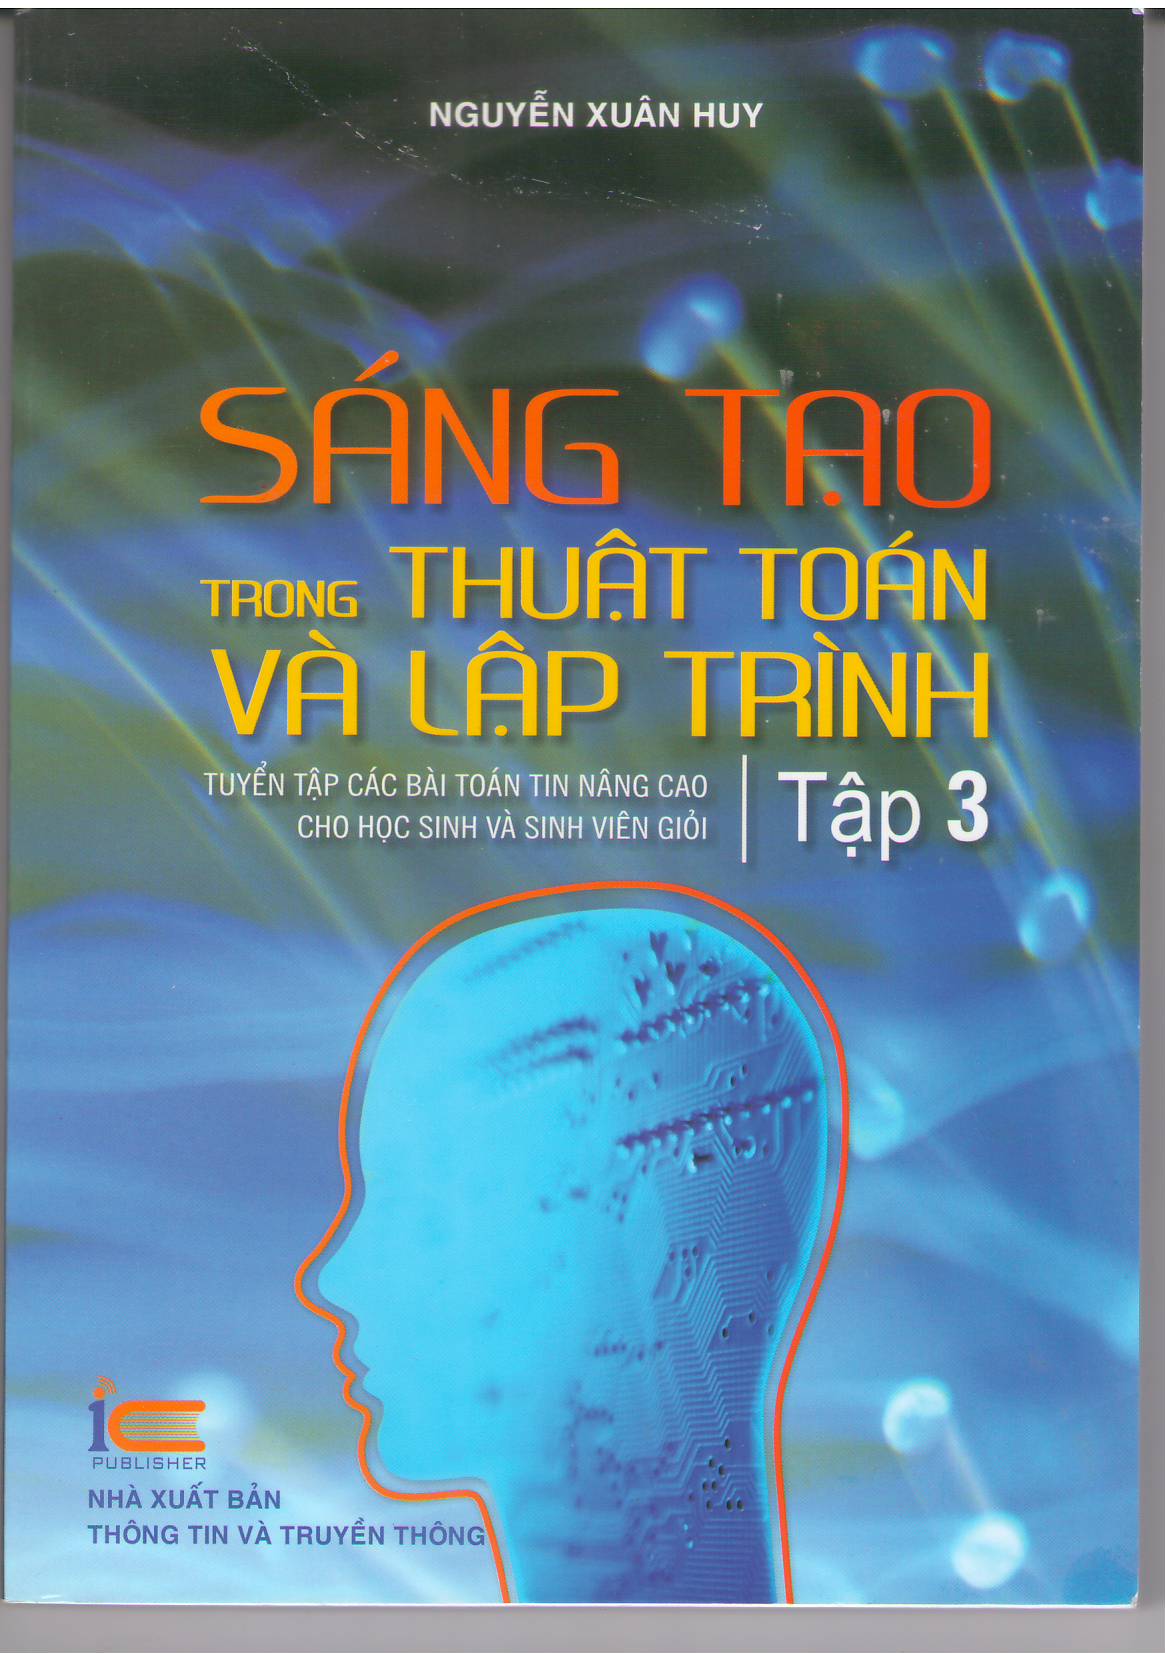 NGUYỄN XUÂN HUY
SÁNG TẠO
TRONG THUẬT TOÁN
VÀ LẬP TRÌNH
TUYỂN TẬP CÁC BÀI TOÁN TIN NÂNG CAO
CHO HỌC SINH VÀ SINH VIÊN GIỎI
Tập 3
iC
PUBLISHER
NHÀ XUẤT BẢN
THÔNG TIN VÀ TRUYỀN THÔNG